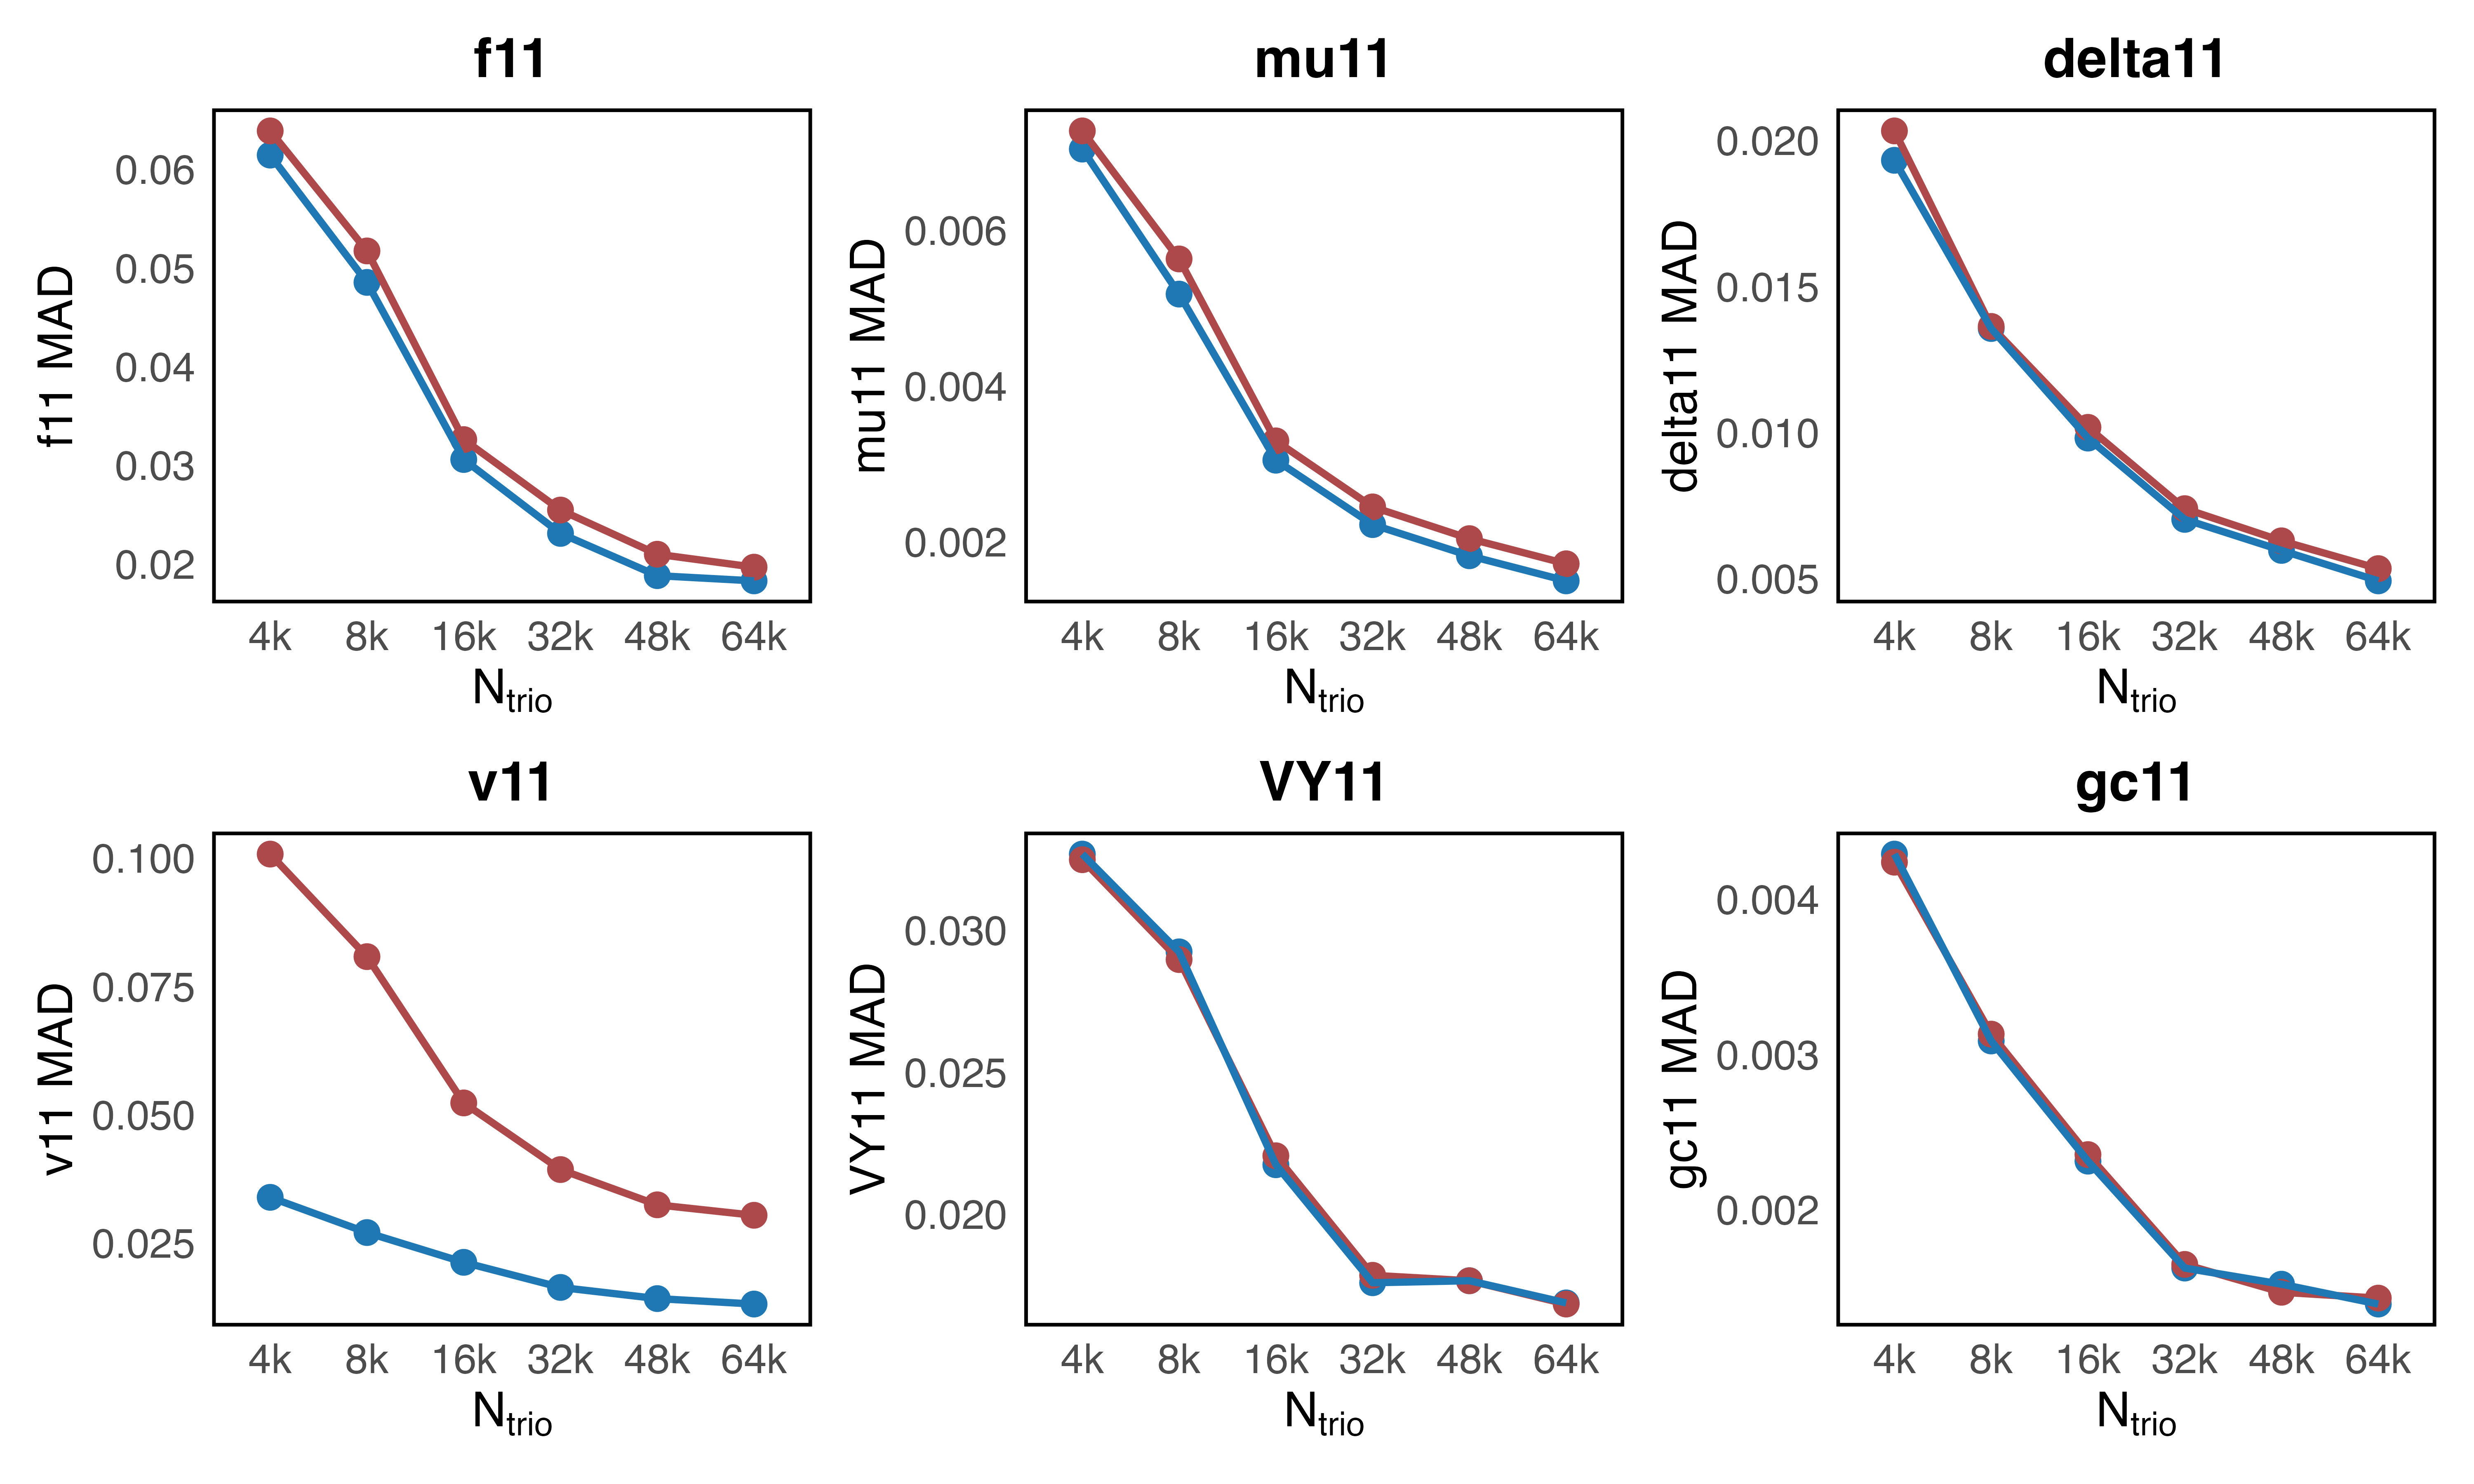 f11
f11 MAD
0.06
0.05
0.04
0.03
0.02
4k 8k 16k 32k 48k 64k
Ntrio
mu11
mu11 MAD
0.006
0.004
0.002
4k 8k 16k 32k 48k 64k
Ntrio
delta11
delta11 MAD
0.020
0.015
0.010
0.005
4k 8k 16k 32k 48k 64k
Ntrio
v11
v11 MAD
0.100
0.075
0.050
0.025
4k 8k 16k 32k 48k 64k
Ntrio
VY11
VY11 MAD
0.030
0.025
0.020
4k 8k 16k 32k 48k 64k
Ntrio
gc11
gc11 MAD
0.004
0.003
0.002
4k 8k 16k 32k 48k 64k
Ntrio